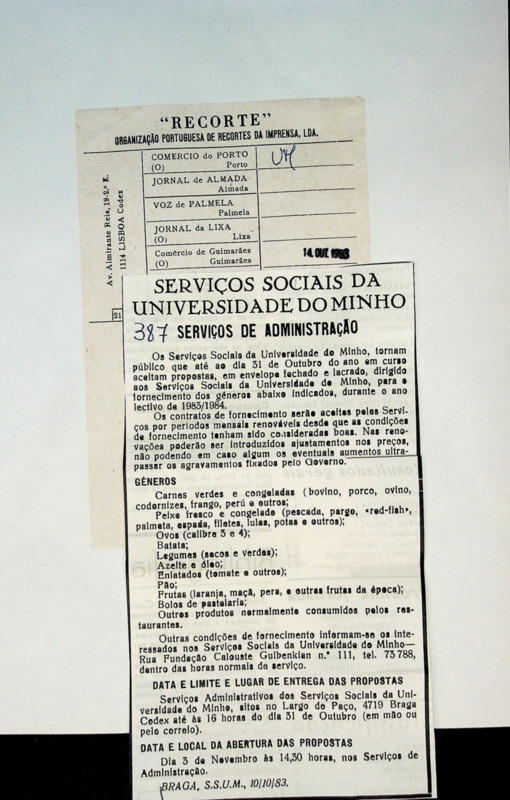 "RECORTE"
ORGANIZAÇÃO PORTUGUESA DE RECORTES DA IMPRENSA, LDA.
Av. Almirante Reis, 19-2.º E.
1114 LISBOA Codex
COMERCIO do PORTO
(O) Porto
JORNAL de ALMADA
Almada
VOZ de PALMELA
Palmela
JORNAL da LIXA
(O) Lixa
Comércio de Guimarães
(O) Guimarães
14 OUT. 1983
21
SERVIÇOS SOCIAIS DA
UNIVERSIDADE DO MINHO
387 SERVIÇOS DE ADMINISTRAÇÃO
Os Serviços Sociais da Universidade do Minho, tornam
público que até ao dia 31 de Outubro do ano em curso
aceitam propostas, em envelope fechado e lacrado, dirigido
aos Serviços Sociais da Universidade do Minho, para o
fornecimento dos géneros abaixo indicados, durante o ano
lectivo de 1983/1984.
Os contratos de fornecimento serão aceites pelos Servi-
ços por períodos mensais renováveis desde que as condições
de fornecimento tenham sido consideradas boas. Nas reno-
vações poderão ser introduzidos ajustamentos nos preços,
não podendo em caso algum os eventuais aumentos ultra-
passar os agravamentos fixados pelo Governo.
GÉNEROS
Carnes verdes e congeladas (bovino, porco, ovino,
codornizes, frango, perú e outros;
Peixe fresco e congelado (pescada, pargo, «red-fish»,
palmeta, espada, filetes, lulas, potas e outros);
Ovos (calibre 3 e 4);
Batata;
Legumes (secos e verdes);
Azeite e óleo;
Enlatados (tomate e outros);
Pão;
Frutas (laranja, maçã, pera, e outras frutas da época);
Bolos de pastelaria;
Outros produtos normalmente consumidos pelos res-
taurantes.
Outras condições de fornecimento informam-se os inte-
ressados nos Serviços Sociais da Universidade do Minho—
Rua Fundação Calouste Gulbenkian n.º 111, tel. 73788,
dentro das horas normais do serviço.
DATA E LIMITE E LUGAR DE ENTREGA DAS PROPOSTAS
Serviços Administrativos dos Serviços Sociais da Uni-
versidade do Minho, sitos no Largo do Paço, 4719 Braga
Codex até às 16 horas do dia 31 de Outubro (em mão ou
pelo correio).
DATA E LOCAL DA ABERTURA DAS PROPOSTAS
Dia 3 de Novembro às 14,30 horas, nos Serviços de
Administração.
BRAGA, S.S.U.M., 10/10/83.